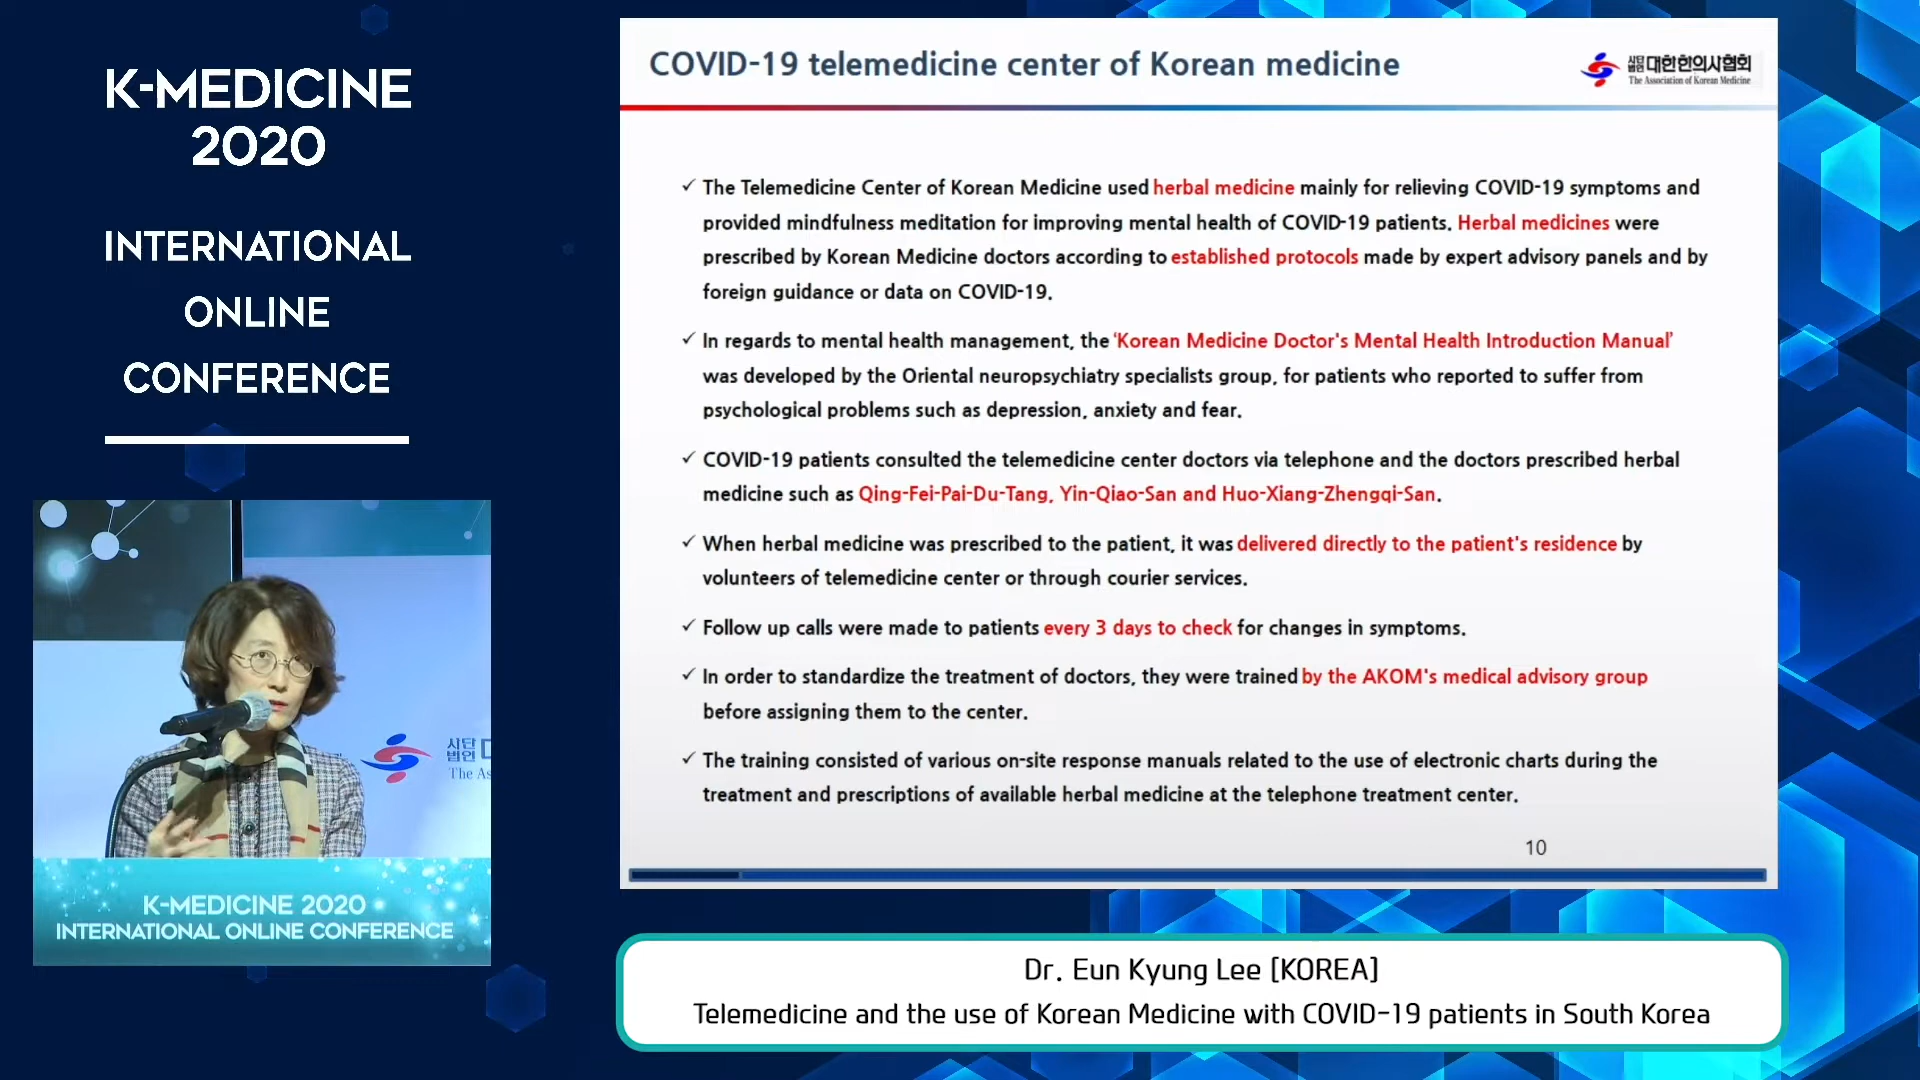 K-MEDICINE
2020
INTERNATIONAL
ONLINE
CONFERENCE
COVID-19 telemedicine center of Korean medicine
사단
법인 대한한의사협회
The Association of Korean Medicine
✓ The Telemedicine Center of Korean Medicine used herbal medicine mainly for relieving COVID-19 symptoms and
provided mindfulness meditation for improving mental health of COVID-19 patients. Herbal medicines were
prescribed by Korean Medicine doctors according to established protocols made by expert advisory panels and by
foreign guidance or data on COVID-19.
✓ In regards to mental health management, the ‘Korean Medicine Doctor's Mental Health Introduction Manual’
was developed by the Oriental neuropsychiatry specialists group, for patients who reported to suffer from
psychological problems such as depression, anxiety and fear.
✓ COVID-19 patients consulted the telemedicine center doctors via telephone and the doctors prescribed herbal
medicine such as Qing-Fei-Pai-Du-Tang, Yin-Qiao-San and Huo-Xiang-Zhengqi-San.
✓ When herbal medicine was prescribed to the patient, it was delivered directly to the patient's residence by
volunteers of telemedicine center or through courier services.
✓ Follow up calls were made to patients every 3 days to check for changes in symptoms.
✓ In order to standardize the treatment of doctors, they were trained by the AKOM's medical advisory group
before assigning them to the center.
✓ The training consisted of various on-site response manuals related to the use of electronic charts during the
treatment and prescriptions of available herbal medicine at the telephone treatment center.
10
사단
법인
The As
K-MEDICINE 2020
INTERNATIONAL ONLINE CONFERENCE
Dr. Eun Kyung Lee [KOREA]
Telemedicine and the use of Korean Medicine with COVID-19 patients in South Korea